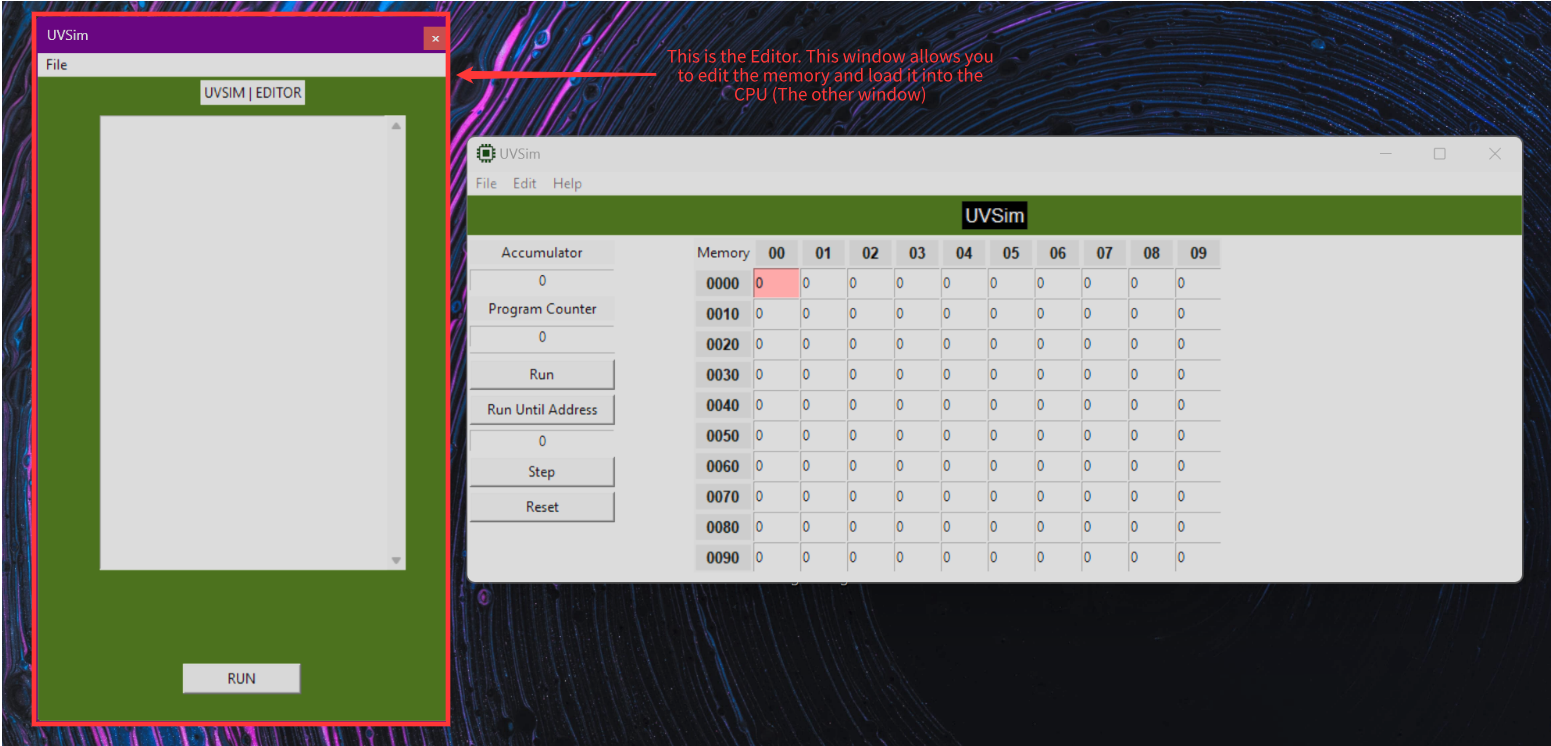 UVSim
×
File
UVSIM | EDITOR
RUN
This is the Editor. This window allows you
to edit the memory and load it into the
CPU (The other window)
UVSim
File Edit Help
UVSim
Accumulator
0
Program Counter
0
Run
Run Until Address
0
Step
Reset
Memory 00 01 02 03 04 05 06 07 08 09
0000 0 0 0 0 0 0 0 0 0 0
0010 0 0 0 0 0 0 0 0 0 0
0020 0 0 0 0 0 0 0 0 0 0
0030 0 0 0 0 0 0 0 0 0 0
0040 0 0 0 0 0 0 0 0 0 0
0050 0 0 0 0 0 0 0 0 0 0
0060 0 0 0 0 0 0 0 0 0 0
0070 0 0 0 0 0 0 0 0 0 0
0080 0 0 0 0 0 0 0 0 0 0
0090 0 0 0 0 0 0 0 0 0 0